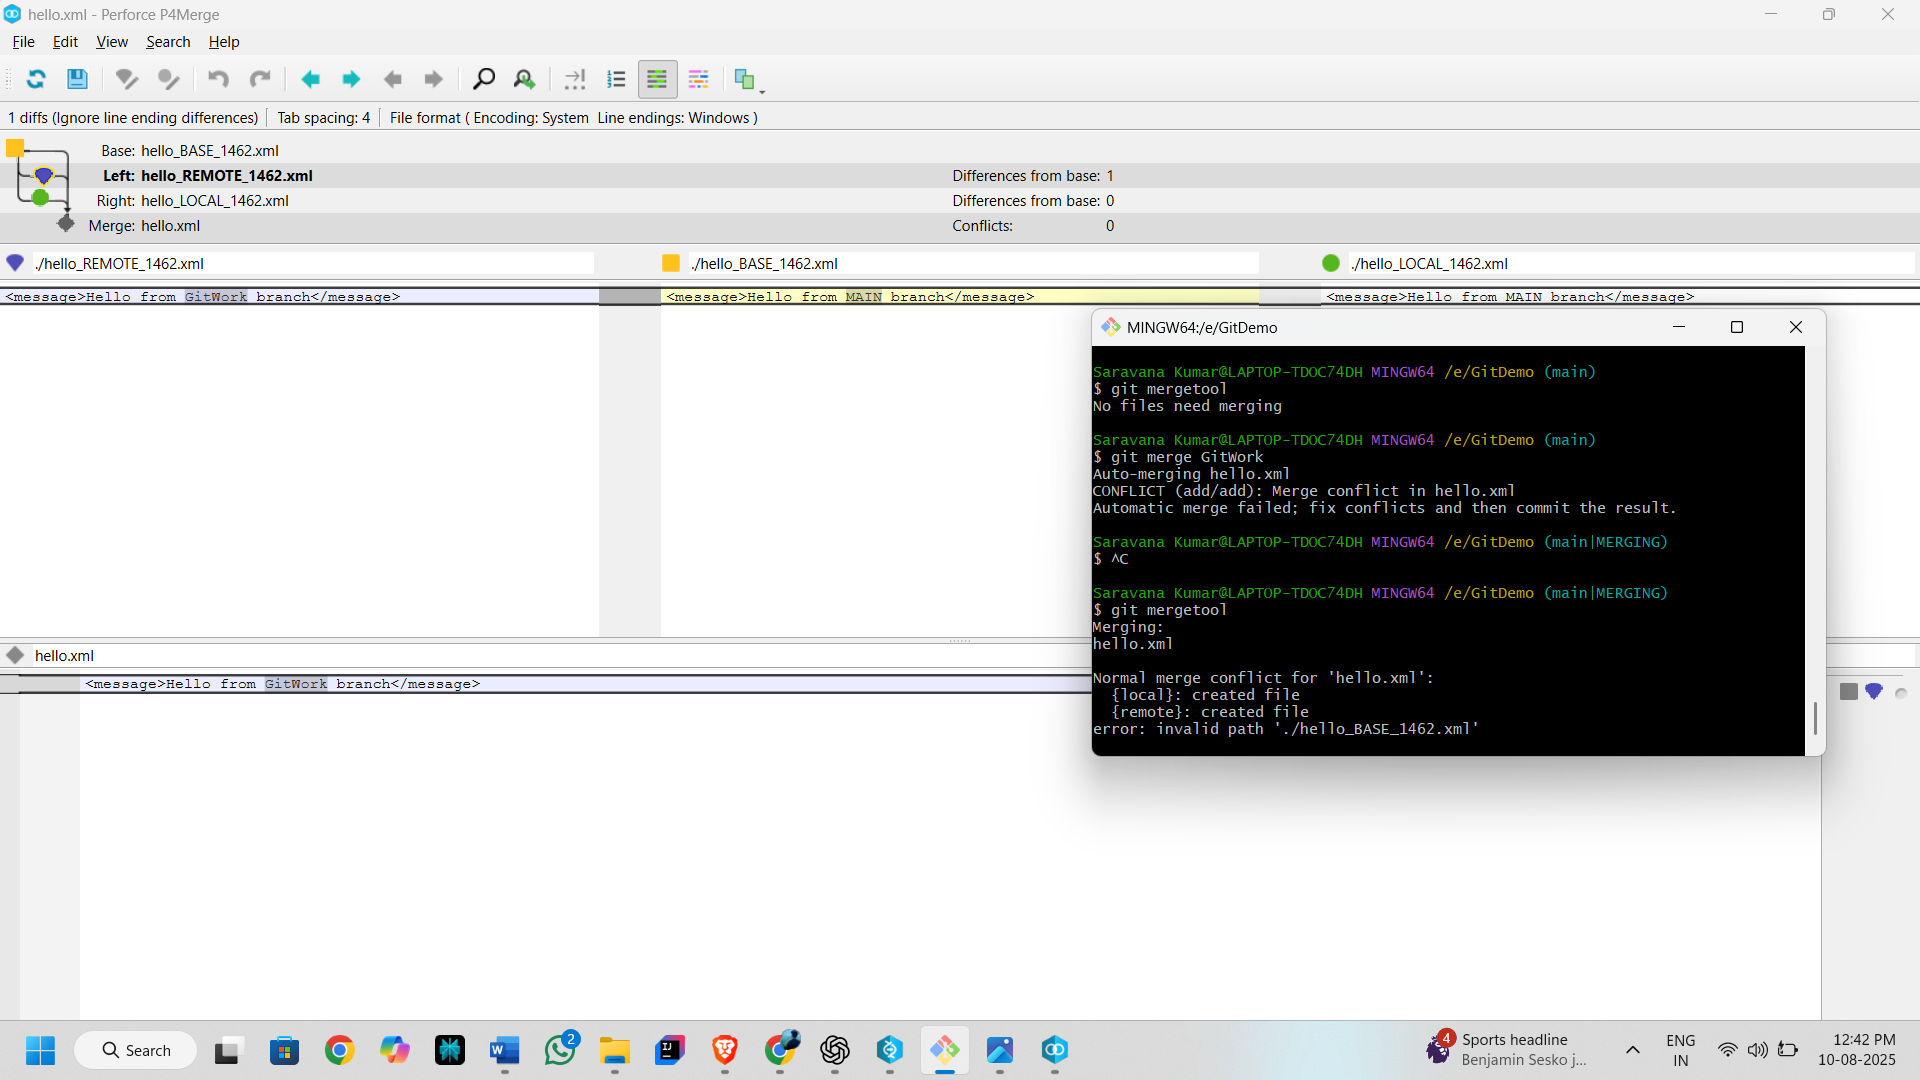 hello.xml - Perforce P4Merge
File Edit View Search Help
1 diffs (Ignore line ending differences) Tab spacing: 4 File format ( Encoding: System Line endings: Windows )
Base: hello_BASE_1462.xml
Left: hello_REMOTE_1462.xml Differences from base: 1
Right: hello_LOCAL_1462.xml Differences from base: 0
Merge: hello.xml Conflicts: 0
./hello_REMOTE_1462.xml ./hello_BASE_1462.xml ./hello_LOCAL_1462.xml
<message>Hello from GitWork branch</message> <message>Hello from MAIN branch</message> <message>Hello from MAIN branch</message>
MINGW64:/e/GitDemo
Saravana Kumar@LAPTOP-TDOC74DH MINGW64 /e/GitDemo (main)
$ git mergetool
No files need merging
Saravana Kumar@LAPTOP-TDOC74DH MINGW64 /e/GitDemo (main)
$ git merge GitWork
Auto-merging hello.xml
CONFLICT (add/add): Merge conflict in hello.xml
Automatic merge failed; fix conflicts and then commit the result.
Saravana Kumar@LAPTOP-TDOC74DH MINGW64 /e/GitDemo (main|MERGING)
$ ^C
Saravana Kumar@LAPTOP-TDOC74DH MINGW64 /e/GitDemo (main|MERGING)
$ git mergetool
Merging:
hello.xml
Normal merge conflict for 'hello.xml':
{local}: created file
{remote}: created file
error: invalid path './hello_BASE_1462.xml'
hello.xml
<message>Hello from GitWork branch</message>
Search
2
4
Sports headline
Benjamin Sesko j...
ENG
IN
12:42 PM
10-08-2025